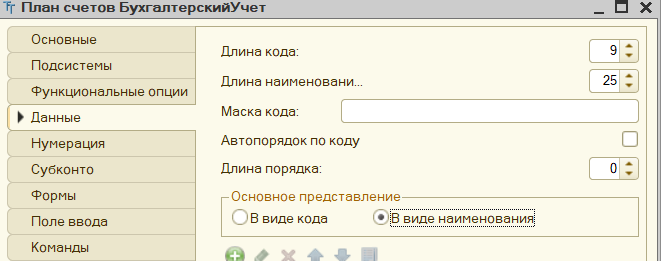 План счетов БухгалтерскийУчет
Основные
Подсистемы
Функциональные опции
Данные
Нумерация
Субконто
Формы
Поле ввода
Команды
Длина кода: 9
Длина наименовани... 25
Маска кода:
Автопорядок по коду
Длина порядка: 0
Основное представление
В виде кода В виде наименования